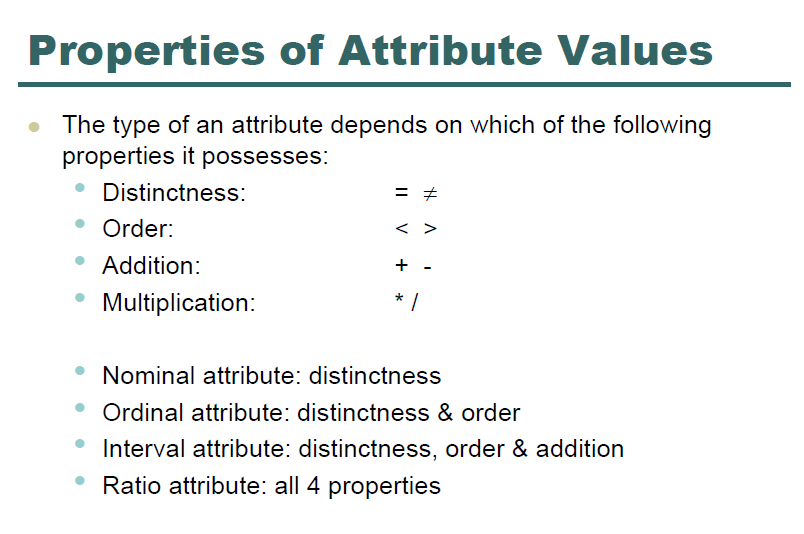 Properties of Attribute Values
The type of an attribute depends on which of the following
properties it possesses:
Distinctness: = ≠
Order: < >
Addition: + -
Multiplication: * /
Nominal attribute: distinctness
Ordinal attribute: distinctness & order
Interval attribute: distinctness, order & addition
Ratio attribute: all 4 properties